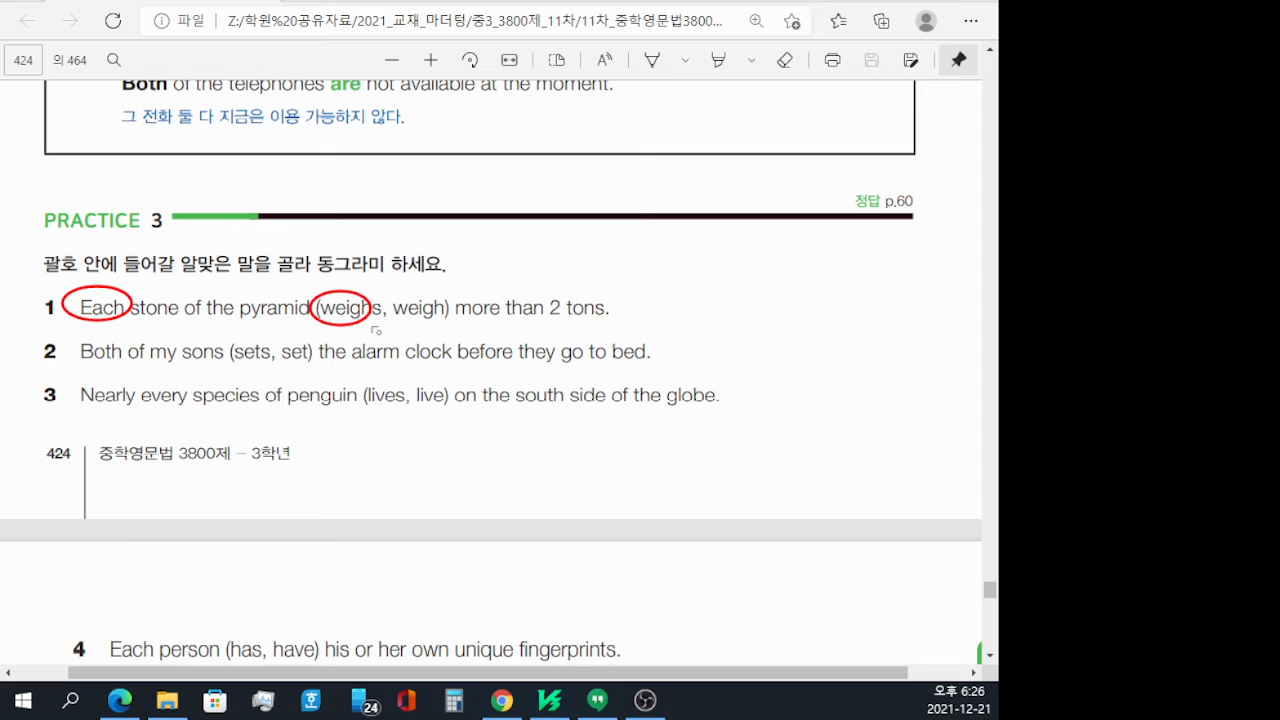 파일 Z:/학원%20공유자료/2021_교재_마더텅/중3_3800제_11차/11차_중학영문법3800...
424 의 464
Both of the telephones are not available at the moment.
그 전화 둘 다 지금은 이용 가능하지 않다.
정답 p.60
PRACTICE 3
괄호 안에 들어갈 알맞은 말을 골라 동그라미 하세요.
1 Each stone of the pyramid (weighs, weigh) more than 2 tons.
2 Both of my sons (sets, set) the alarm clock before they go to bed.
3 Nearly every species of penguin (lives, live) on the south side of the globe.
424 중학영문법 3800제 – 3학년
4 Each person (has, have) his or her own unique fingerprints.
24
오후 6:26
2021-12-21